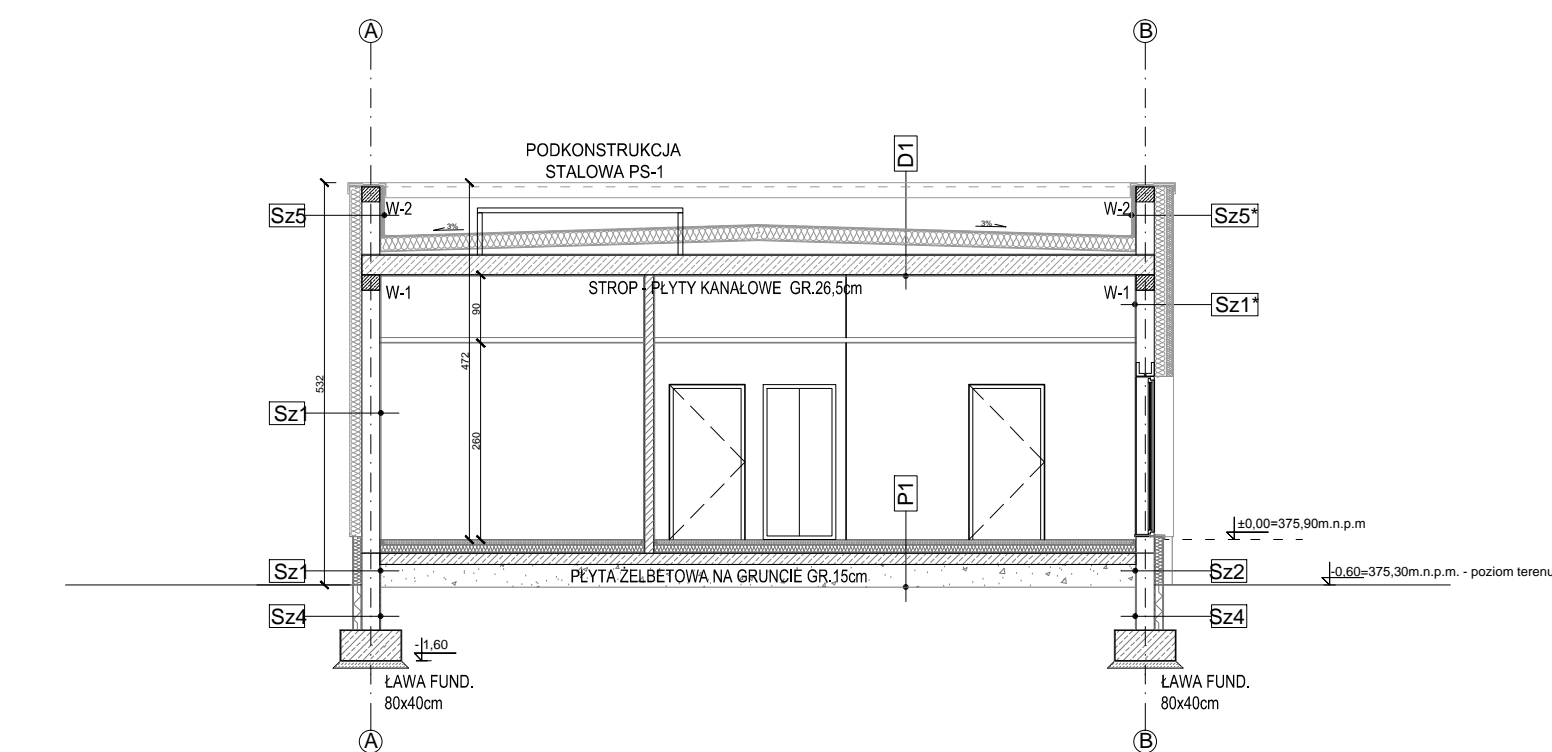 A
B
PODKONSTRUKCJA
STALOWA PS-1
D1
Sz5
W-2
W-2
Sz5*
3%
3%
STROP - PŁYTY KANAŁOWE GR.26,5cm
W-1
W-1
Sz1*
90
472
532
Sz1
260
P1
±0,00=375,90m.n.p.m
Sz1
PŁYTA ŻELBETOWA NA GRUNCIE GR.15cm
Sz2
-0,60=375,30m.n.p.m. - poziom terenu
Sz4
Sz4
-1,60
ŁAWA FUND.
80x40cm
ŁAWA FUND.
80x40cm
A
B